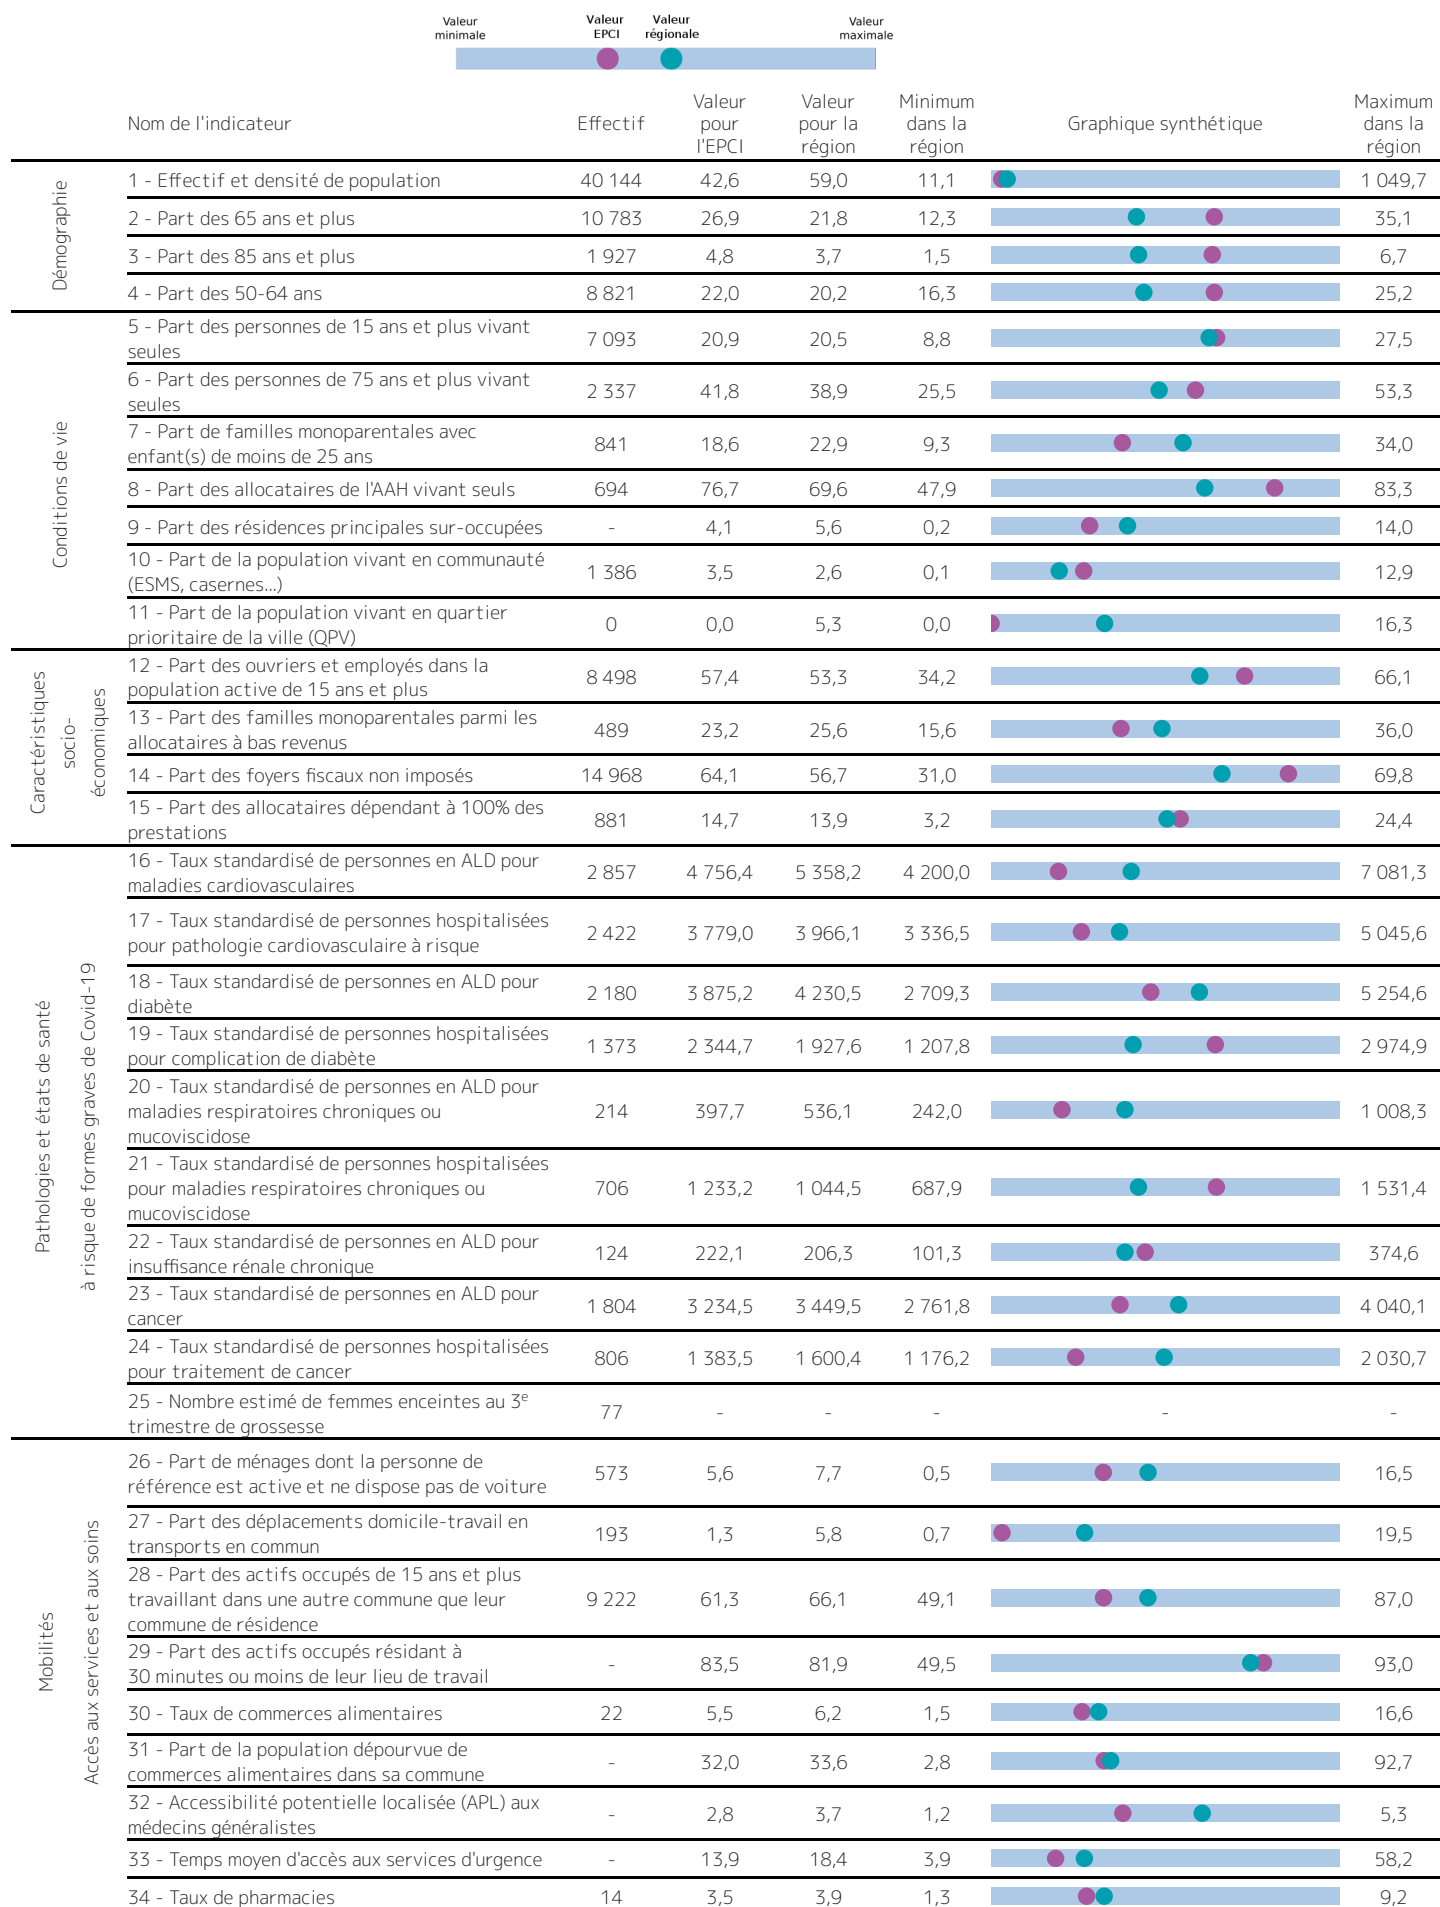 Valeur minimale
Valeur EPCI
Valeur régionale
Valeur maximale
Nom de l'indicateur
Effectif
Valeur pour l'EPCI
Valeur pour la région
Minimum dans la région
Graphique synthétique
Maximum dans la région
Démographie
1 - Effectif et densité de population 40 144 42,6 59,0 11,1 1 049,7
2 - Part des 65 ans et plus 10 783 26,9 21,8 12,3 35,1
3 - Part des 85 ans et plus 1 927 4,8 3,7 1,5 6,7
4 - Part des 50-64 ans 8 821 22,0 20,2 16,3 25,2
Conditions de vie
5 - Part des personnes de 15 ans et plus vivant
seules 7 093 20,9 20,5 8,8 27,5
6 - Part des personnes de 75 ans et plus vivant
seules 2 337 41,8 38,9 25,5 53,3
7 - Part de familles monoparentales avec
enfant(s) de moins de 25 ans 841 18,6 22,9 9,3 34,0
8 - Part des allocataires de l'AAH vivant seuls 694 76,7 69,6 47,9 83,3
9 - Part des résidences principales sur-occupées - 4,1 5,6 0,2 14,0
10 - Part de la population vivant en communauté
(ESMS, casernes...) 1 386 3,5 2,6 0,1 12,9
11 - Part de la population vivant en quartier
prioritaire de la ville (QPV) 0 0,0 5,3 0,0 16,3
Caractéristiques
socio-
économiques
12 - Part des ouvriers et employés dans la
population active de 15 ans et plus 8 498 57,4 53,3 34,2 66,1
13 - Part des familles monoparentales parmi les
allocataires à bas revenus 489 23,2 25,6 15,6 36,0
14 - Part des foyers fiscaux non imposés 14 968 64,1 56,7 31,0 69,8
15 - Part des allocataires dépendant à 100% des
prestations 881 14,7 13,9 3,2 24,4
Pathologies et états de santé
à risque de formes graves de Covid-19
16 - Taux standardisé de personnes en ALD pour
maladies cardiovasculaires 2 857 4 756,4 5 358,2 4 200,0 7 081,3
17 - Taux standardisé de personnes hospitalisées
pour pathologie cardiovasculaire à risque 2 422 3 779,0 3 966,1 3 336,5 5 045,6
18 - Taux standardisé de personnes en ALD pour
diabète 2 180 3 875,2 4 230,5 2 709,3 5 254,6
19 - Taux standardisé de personnes hospitalisées
pour complication de diabète 1 373 2 344,7 1 927,6 1 207,8 2 974,9
20 - Taux standardisé de personnes en ALD pour
maladies respiratoires chroniques ou
mucoviscidose 214 397,7 536,1 242,0 1 008,3
21 - Taux standardisé de personnes hospitalisées
pour maladies respiratoires chroniques ou
mucoviscidose 706 1 233,2 1 044,5 687,9 1 531,4
22 - Taux standardisé de personnes en ALD pour
insuffisance rénale chronique 124 222,1 206,3 101,3 374,6
23 - Taux standardisé de personnes en ALD pour
cancer 1 804 3 234,5 3 449,5 2 761,8 4 040,1
24 - Taux standardisé de personnes hospitalisées
pour traitement de cancer 806 1 383,5 1 600,4 1 176,2 2 030,7
25 - Nombre estimé de femmes enceintes au 3e
trimestre de grossesse 77 - - - - -
Mobilités
Accès aux services et aux soins
26 - Part de ménages dont la personne de
référence est active et ne dispose pas de voiture 573 5,6 7,7 0,5 16,5
27 - Part des déplacements domicile-travail en
transports en commun 193 1,3 5,8 0,7 19,5
28 - Part des actifs occupés de 15 ans et plus
travaillant dans une autre commune que leur
commune de résidence 9 222 61,3 66,1 49,1 87,0
29 - Part des actifs occupés résidant à
30 minutes ou moins de leur lieu de travail - 83,5 81,9 49,5 93,0
30 - Taux de commerces alimentaires 22 5,5 6,2 1,5 16,6
31 - Part de la population dépourvue de
commerces alimentaires dans sa commune - 32,0 33,6 2,8 92,7
32 - Accessibilité potentielle localisée (APL) aux
médecins généralistes - 2,8 3,7 1,2 5,3
33 - Temps moyen d'accès aux services d'urgence - 13,9 18,4 3,9 58,2
34 - Taux de pharmacies 14 3,5 3,9 1,3 9,2